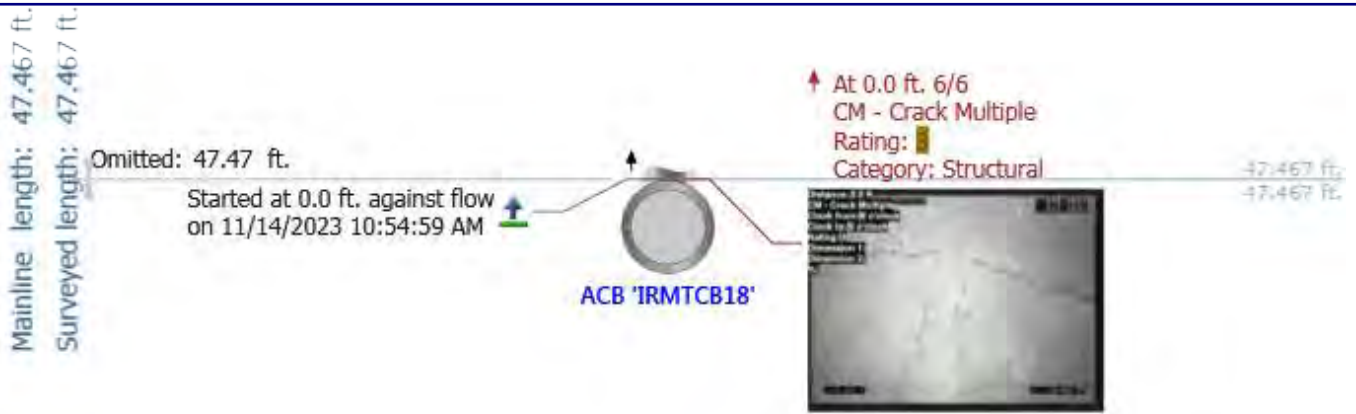 Mainline length: 47.467 ft.
Surveyed length: 47.467 ft.
Omitted: 47.47 ft.
Started at 0.0 ft. against flow
on 11/14/2023 10:54:59 AM
ACB 'IRMTCB18'
At 0.0 ft. 6/6
CM - Crack Multiple
Rating: 3
Category: Structural
47.467 ft.
47.467 ft.